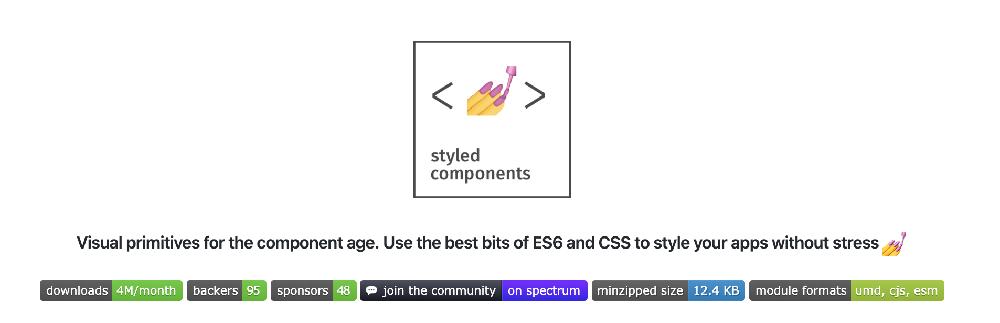 < 💅 >
styled
components
Visual primitives for the component age. Use the best bits of ES6 and CSS to style your apps without stress 💅
downloads 4M/month backers 95 sponsors 48 join the community on spectrum minzipped size 12.4 KB module formats umd, cjs, esm